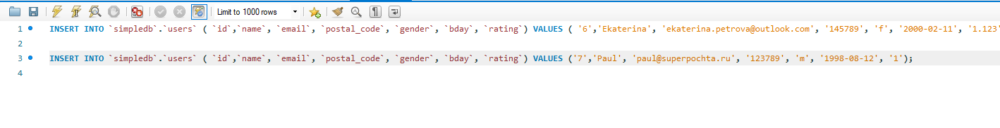 Limit to 1000 rows
1 INSERT INTO `simpledb`.`users` ( `id`,`name`, `email`, `postal_code`, `gender`, `bday`, `rating`) VALUES ( '6','Ekaterina', 'ekaterina.petrova@outlook.com', '145789', 'f', '2000-02-11', '1.123'
2
3 INSERT INTO `simpledb`.`users` ( `id`,`name`, `email`, `postal_code`, `gender`, `bday`, `rating`) VALUES ('7','Paul', 'paul@superpochta.ru', '123789', 'm', '1998-08-12', '1');
4